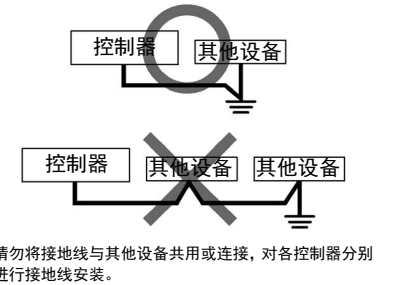 控制器 其他设备
控制器 其他设备 其他设备
请勿将接地线与其他设备共用或连接，对各控制器分别
进行接地线安装。